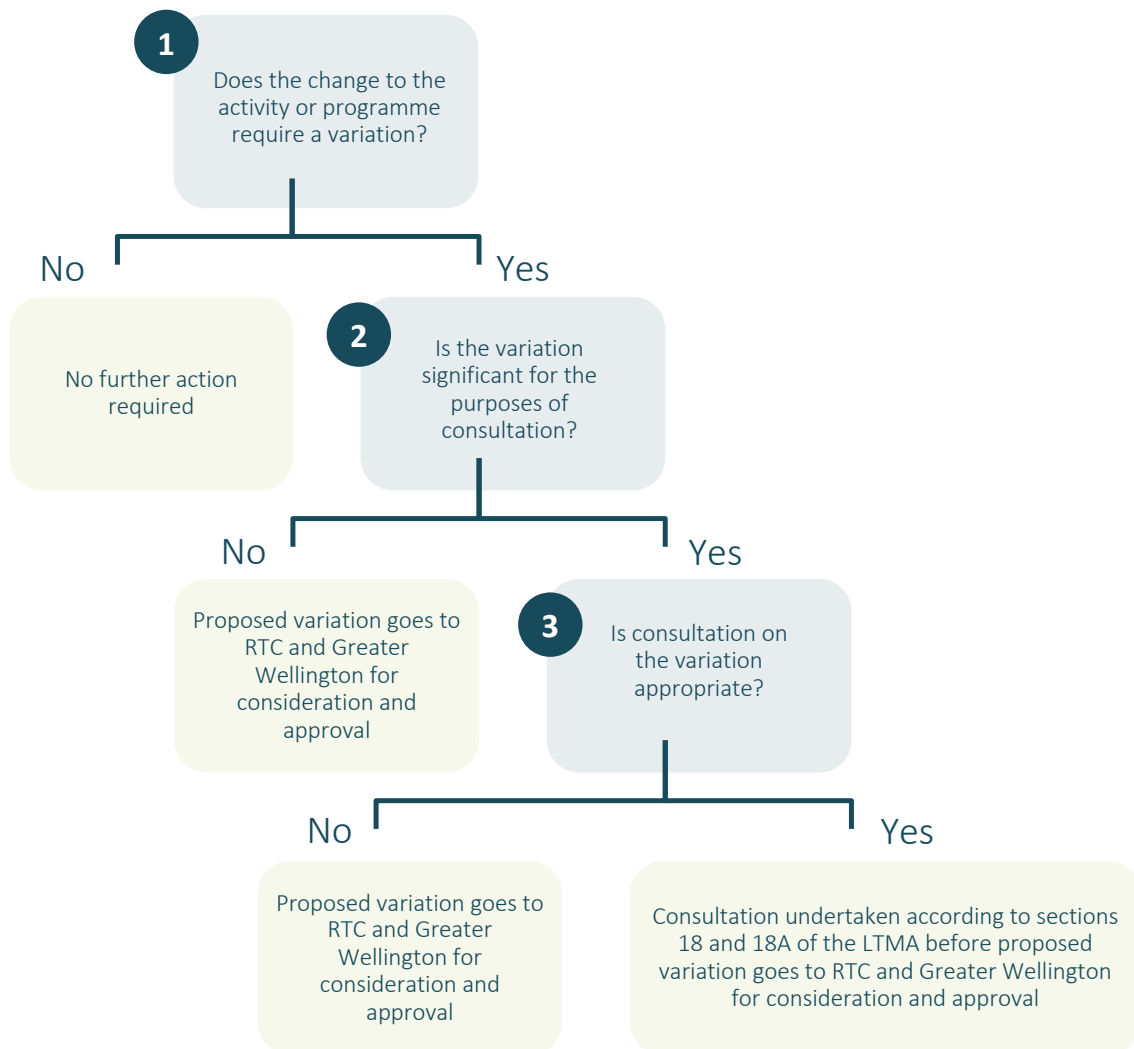 1
Does the change to the
activity or programme
require a variation?
No
Yes
No further action
required
2
Is the variation
significant for the
purposes of
consultation?
No
Yes
Proposed variation goes to
RTC and Greater
Wellington for
consideration and
approval
3
Is consultation on
the variation
appropriate?
No
Yes
Proposed variation goes to
RTC and Greater
Wellington for
consideration and
approval
Consultation undertaken according to sections
18 and 18A of the LTMA before proposed
variation goes to RTC and Greater Wellington
for consideration and approval